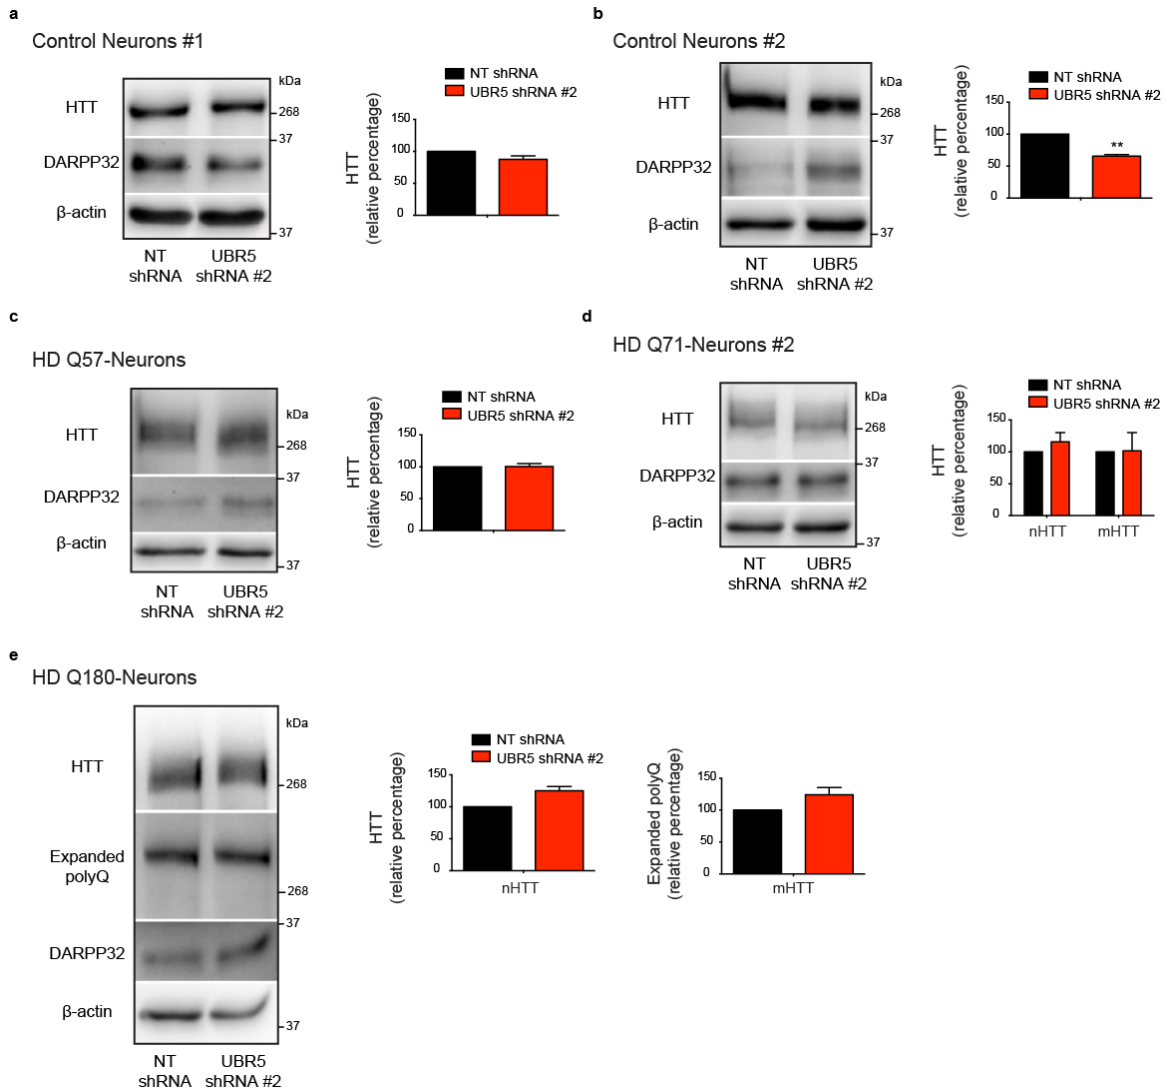 a
Control Neurons #1
kDa
HTT
268
37
DARPP32
β-actin
37
NT
shRNA
UBR5
shRNA #2
NT shRNA
UBR5 shRNA #2
HTT
(relative percentage)
150
100
50
0
b
Control Neurons #2
kDa
HTT
268
37
DARPP32
β-actin
37
NT
shRNA
UBR5
shRNA #2
NT shRNA
UBR5 shRNA #2
HTT
(relative percentage)
150
100
50
0
**
c
HD Q57-Neurons
kDa
HTT
268
37
DARPP32
β-actin
37
NT
shRNA
UBR5
shRNA #2
NT shRNA
UBR5 shRNA #2
HTT
(relative percentage)
150
100
50
0
d
HD Q71-Neurons #2
kDa
HTT
268
37
DARPP32
β-actin
37
NT
shRNA
UBR5
shRNA #2
NT shRNA
UBR5 shRNA #2
HTT
(relative percentage)
150
100
50
0
nHTT
mHTT
e
HD Q180-Neurons
kDa
HTT
268
Expanded
polyQ
268
37
DARPP32
β-actin
37
NT
shRNA
UBR5
shRNA #2
NT shRNA
UBR5 shRNA #2
HTT
(relative percentage)
150
100
50
0
nHTT
Expanded polyQ
(relative percentage)
150
100
50
0
mHTT